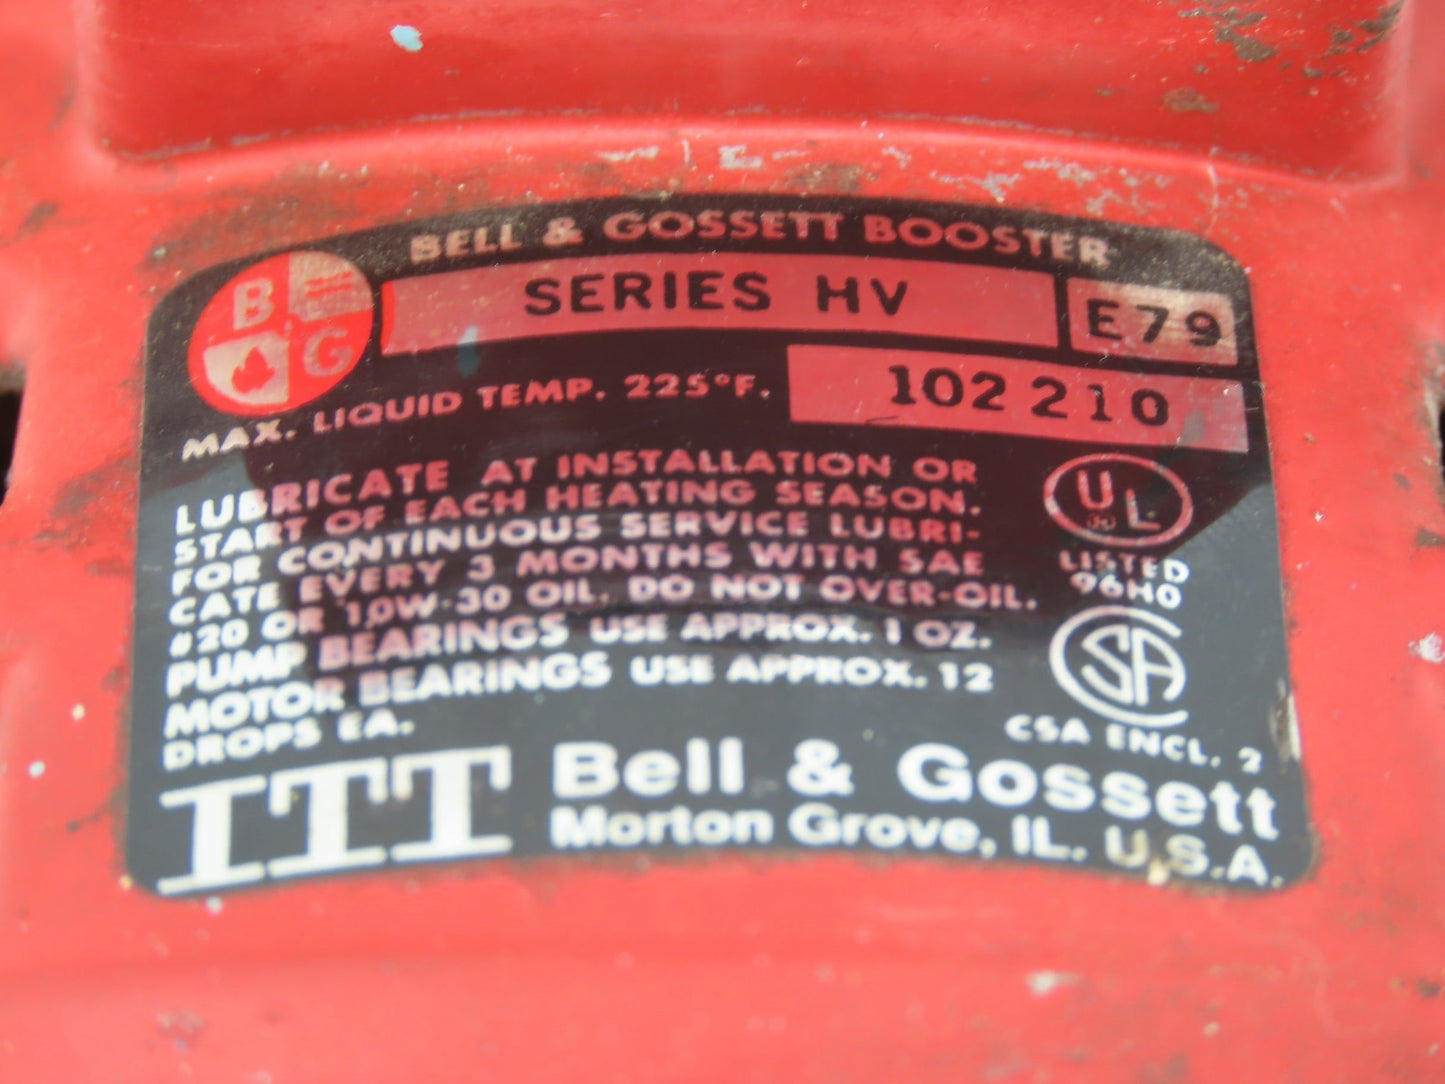 BELL & GOSSETT BOOSTER
B
G
SERIES HV
E79
MAX. LIQUID TEMP. 225°F.
102210
LUBRICATE AT INSTALLATION OR
START OF EACH HEATING SEASON.
FOR CONTINUOUS SERVICE LUBRI-
CATE EVERY 3 MONTHS WITH SAE
#20 OR 10W-30 OIL. DO NOT OVER-OIL.
PUMP BEARINGS USE APPROX. 1 OZ.
MOTOR BEARINGS USE APPROX. 12
DROPS EA.
UL
LISTED
96H0
CSA
CSA ENCL. 2
ITT
Bell & Gossett
Morton Grove, IL. U.S.A.